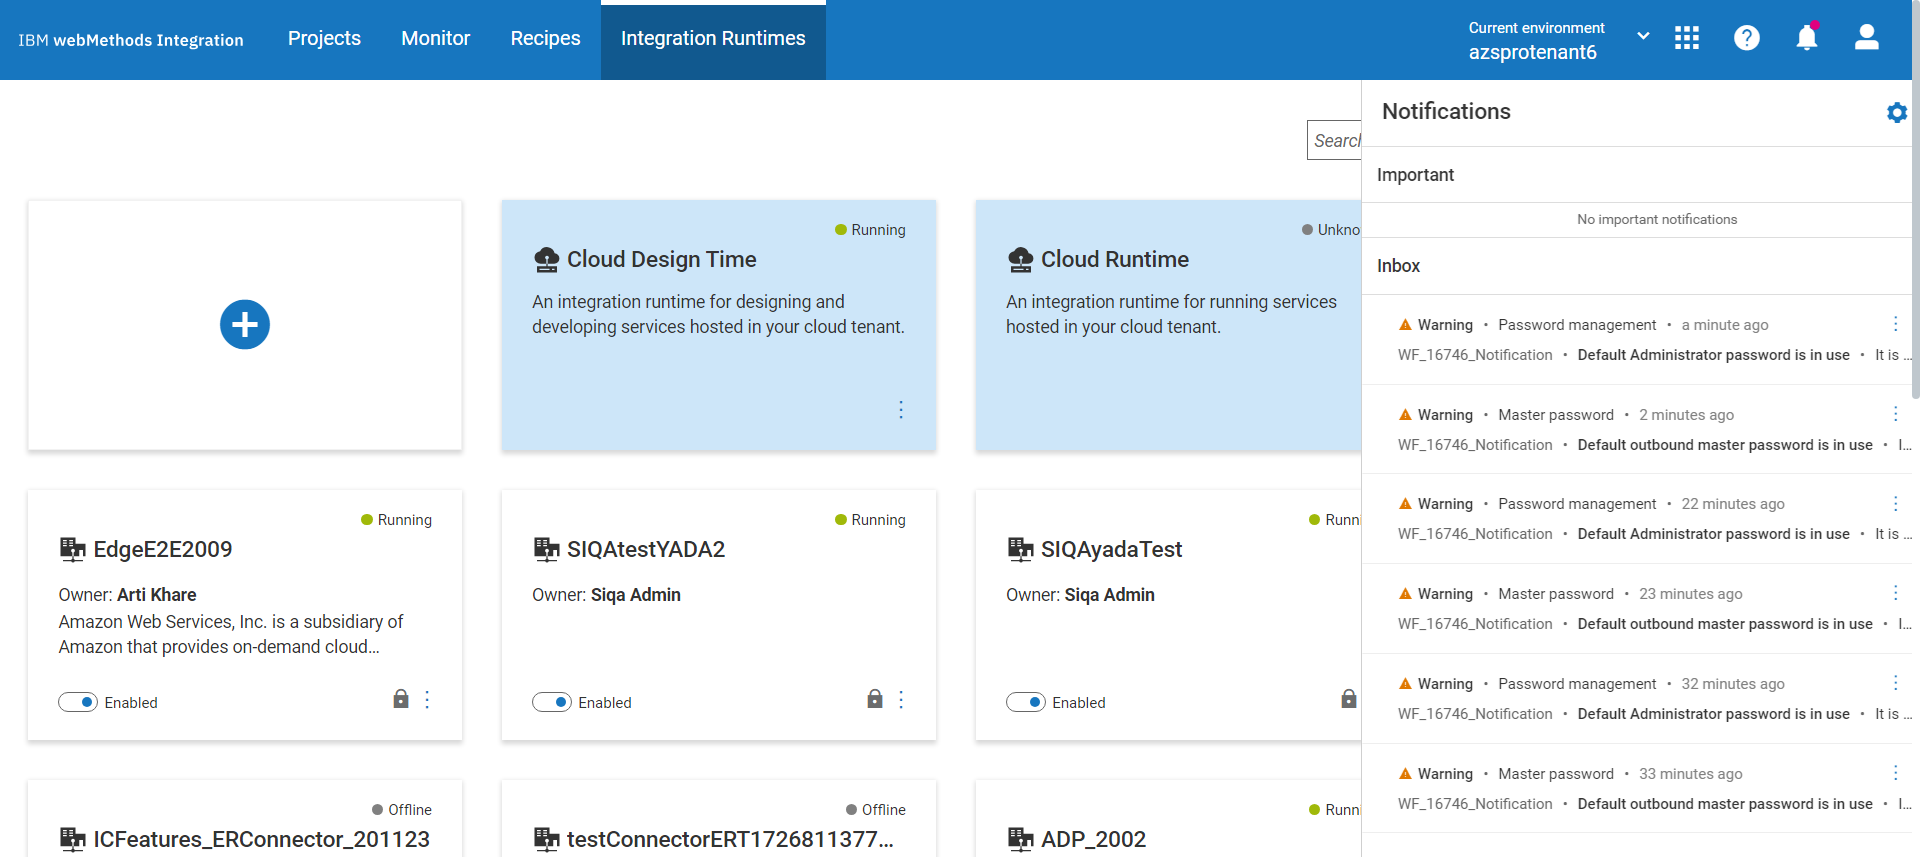 IBM webMethods Integration
Projects
Monitor
Recipes
Integration Runtimes
Current environment
azsprotenant6
Search
Running
Cloud Design Time
An integration runtime for designing and
developing services hosted in your cloud tenant.
Unkno
Cloud Runtime
An integration runtime for running services
hosted in your cloud tenant.
Running
EdgeE2E2009
Owner: Arti Khare
Amazon Web Services, Inc. is a subsidiary of
Amazon that provides on-demand cloud...
Enabled
Running
SIQAtestYADA2
Owner: Siqa Admin
Enabled
Runni
SIQAyadaTest
Owner: Siqa Admin
Enabled
Offline
ICFeatures_ERConnector_201123
Offline
testConnectorERT1726811377...
Runni
ADP_2002
Notifications
Important
No important notifications
Inbox
Warning • Password management • a minute ago
WF_16746_Notification • Default Administrator password is in use • It is ...
Warning • Master password • 2 minutes ago
WF_16746_Notification • Default outbound master password is in use • I...
Warning • Password management • 22 minutes ago
WF_16746_Notification • Default Administrator password is in use • It is ...
Warning • Master password • 23 minutes ago
WF_16746_Notification • Default outbound master password is in use • I...
Warning • Password management • 32 minutes ago
WF_16746_Notification • Default Administrator password is in use • It is ...
Warning • Master password • 33 minutes ago
WF_16746_Notification • Default outbound master password is in use • I...